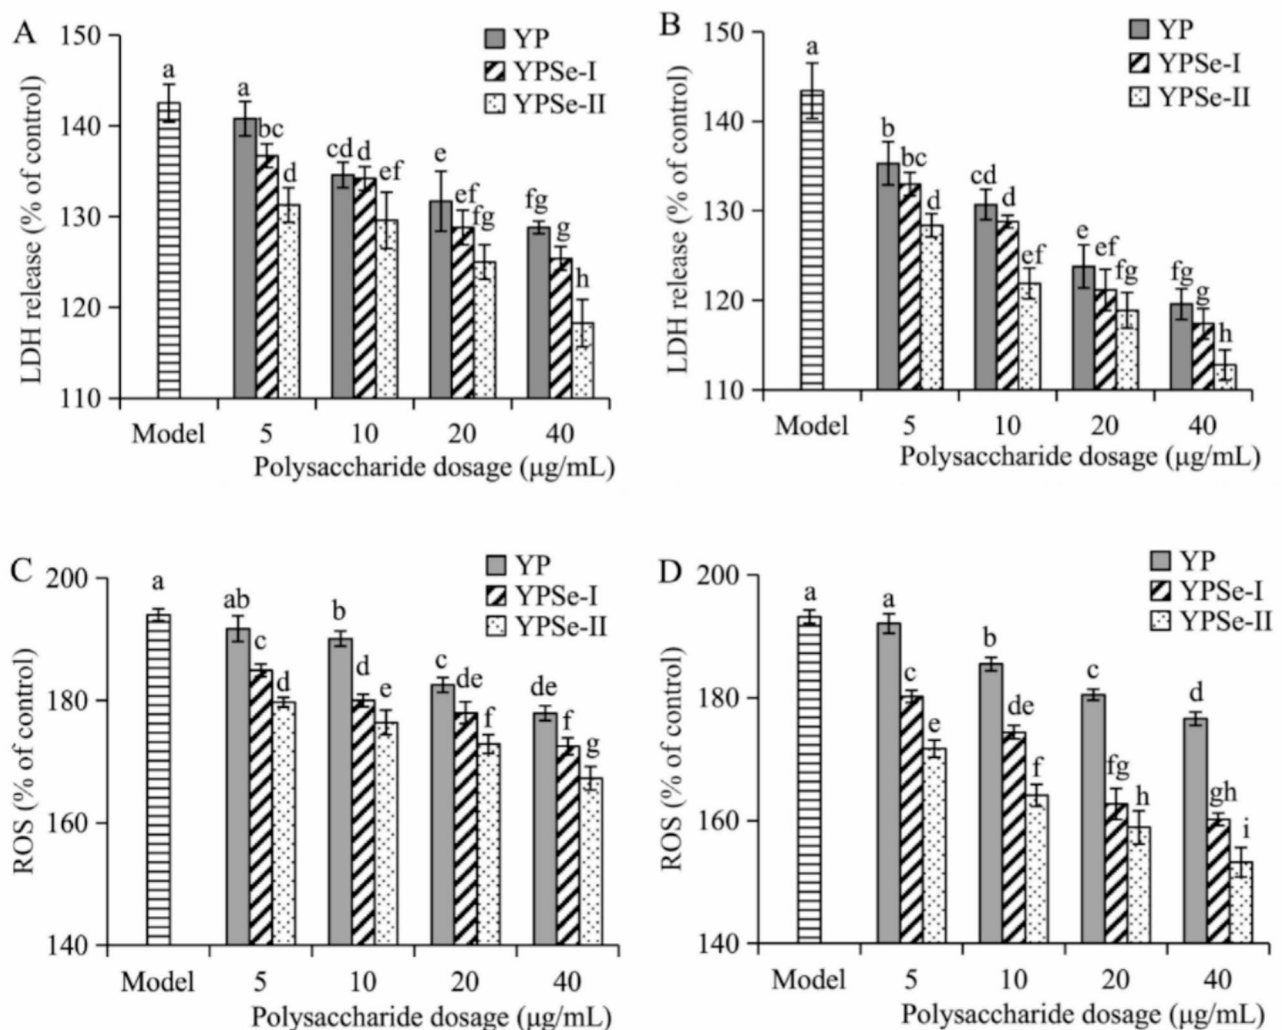 A
LDH release (% of control)
150
140
130
120
110
YP
YPSe-I
YPSe-II
a
a
bc
d
cd
d
ef
e
ef
fg
fg
g
h
Model
5
10
20
40
Polysaccharide dosage (μg/mL)
B
LDH release (% of control)
150
140
130
120
110
YP
YPSe-I
YPSe-II
a
b
bc
d
cd
d
ef
e
ef
fg
fg
g
h
Model
5
10
20
40
Polysaccharide dosage (μg/mL)
C
ROS (% of control)
200
180
160
140
YP
YPSe-I
YPSe-II
a
ab
c
d
b
d
e
c
de
f
de
f
g
Model
5
10
20
40
Polysaccharide dosage (μg/mL)
D
ROS (% of control)
200
180
160
140
YP
YPSe-I
YPSe-II
a
a
c
e
b
de
f
c
fg
h
d
gh
i
Model
5
10
20
40
Polysaccharide dosage (μg/mL)